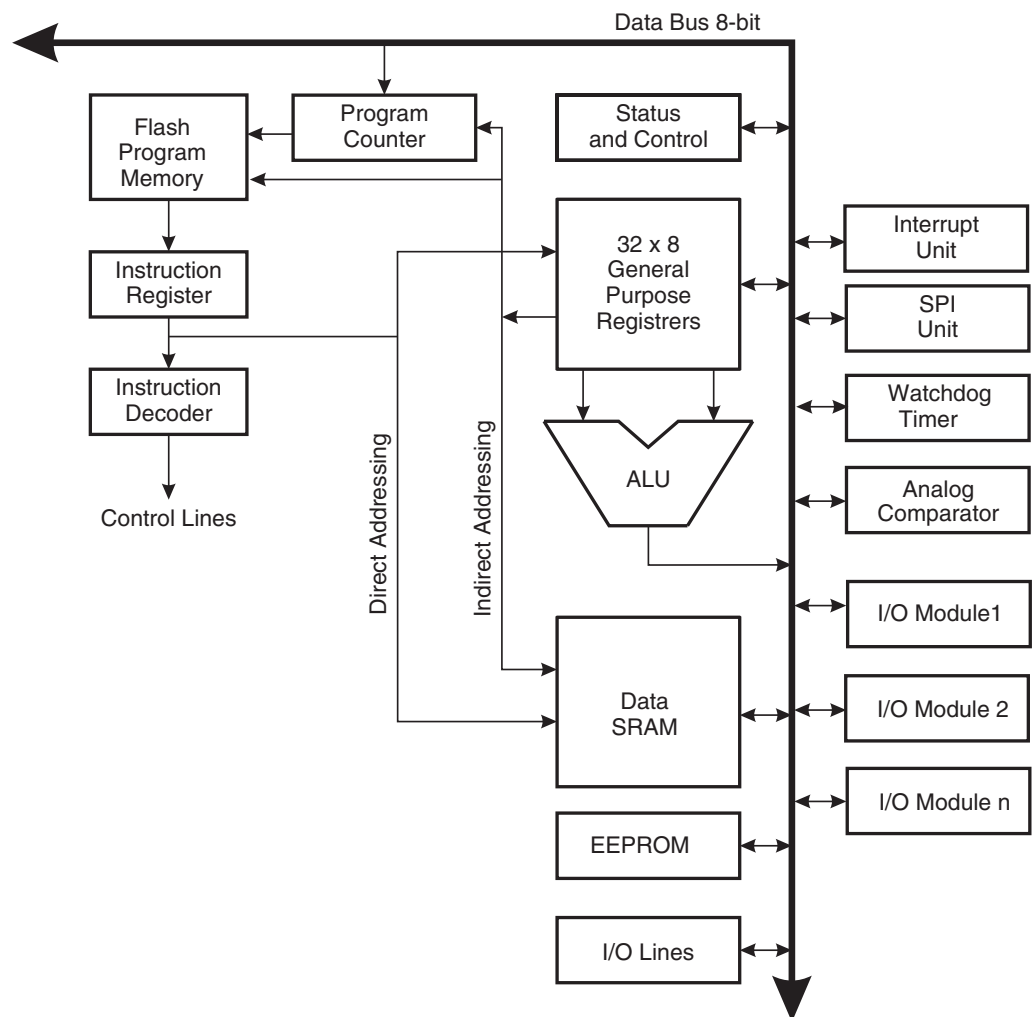 Data Bus 8-bit
Flash
Program
Memory
Program
Counter
Status
and Control
32 x 8
General
Purpose
Registrers
Interrupt
Unit
Instruction
Register
SPI
Unit
Instruction
Decoder
Watchdog
Timer
Direct Addressing
Indirect Addressing
ALU
Analog
Comparator
Control Lines
I/O Module1
Data
SRAM
I/O Module 2
I/O Module n
EEPROM
I/O Lines